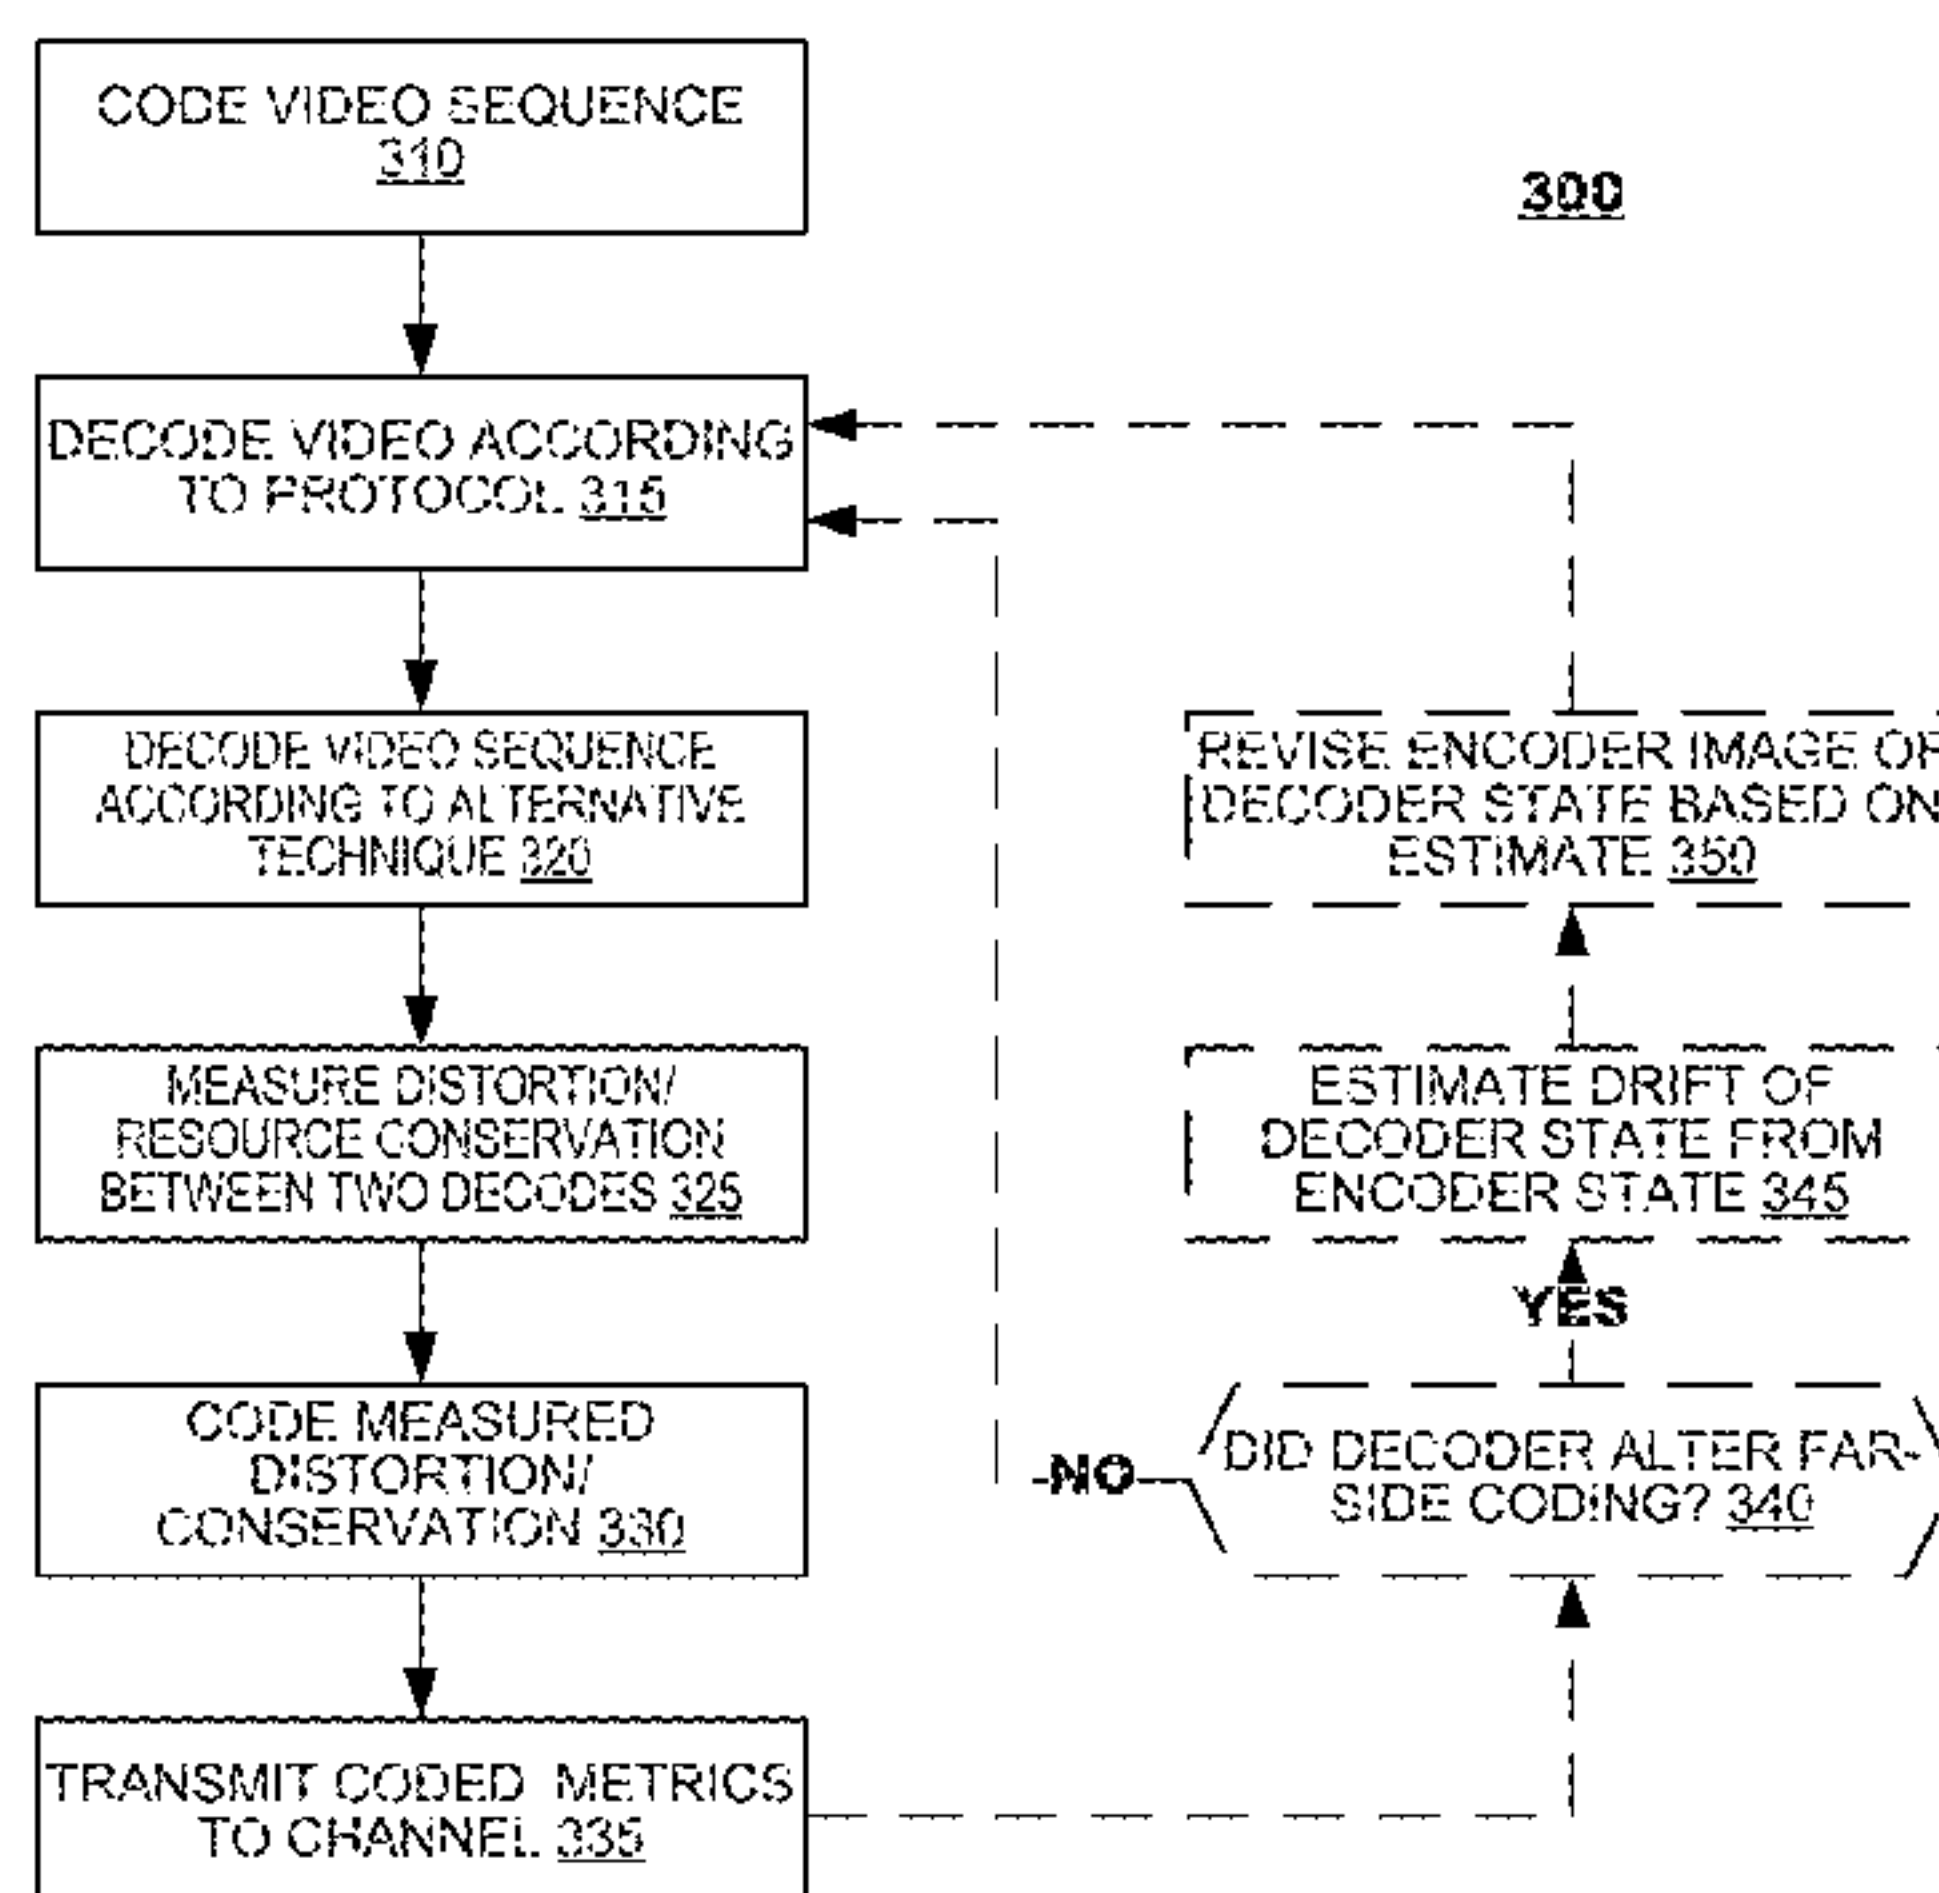 CODE VIDEO SEQUENCE
310
300
DECODE VIDEO ACCORDING
TO PROTOCOL 315
DECODE VIDEO SEQUENCE
ACCORDING TO ALTERNATIVE
TECHNIQUE 320
REVISE ENCODER IMAGE OF
DECODER STATE BASED ON
ESTIMATE 350
MEASURE DISTORTION/
RESOURCE CONSERVATION
BETWEEN TWO DECODES 325
ESTIMATE DRIFT OF
DECODER STATE FROM
ENCODER STATE 345
YES
CODE MEASURED
DISTORTION/
CONSERVATION 330
NO
DID DECODER ALTER FAR-
SIDE CODING? 340
TRANSMIT CODED METRICS
TO CHANNEL 335